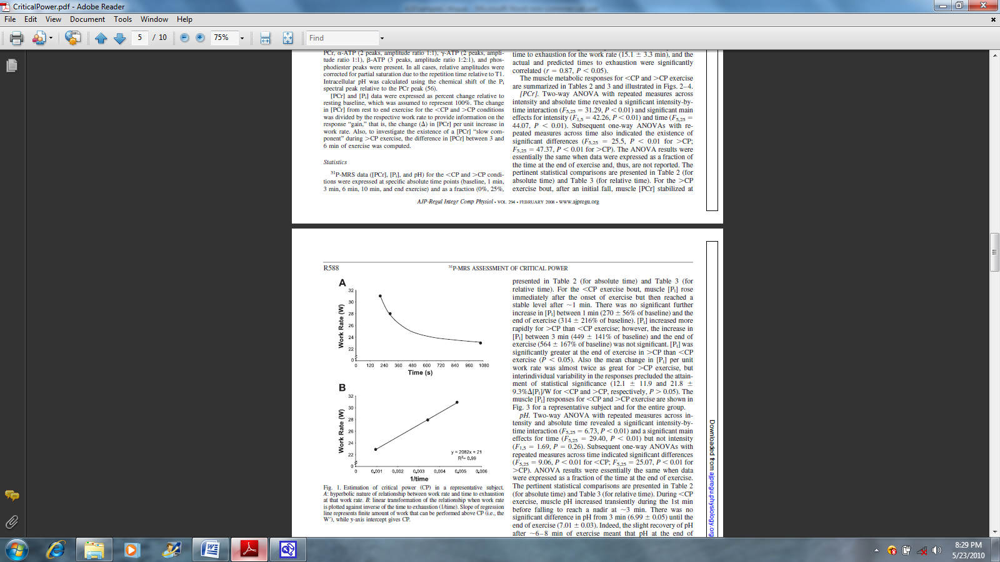 CriticalPower.pdf - Adobe Reader
File Edit View Document Tools Window Help
5 / 10 75% Find
PCr, α-ATP (2 peaks, amplitude ratio 1:1), γ-ATP (2 peaks, ampli-
tude ratio 1:1), β-ATP (3 peaks, amplitude ratio 1:2:1), and phos-
phodiester peaks were present. In all cases, relative amplitudes were
corrected for partial saturation due to the repetition time relative to T1.
Intracellular pH was calculated using the chemical shift of the Pi
spectral peak relative to the PCr peak (56).
[PCr] and [Pi] data were expressed as percent change relative to
resting baseline, which was assumed to represent 100%. The change
in [PCr] from rest to end exercise for the <CP and >CP conditions
was divided by the respective work rate to provide information on the
response “gain,” that is, the change (Δ) in [PCr] per unit increase in
work rate. Also, to investigate the existence of a [PCr] “slow com-
ponent” during >CP exercise, the difference in [PCr] between 3 and
6 min of exercise was computed.
Statistics
31P-MRS data ([PCr], [Pi], and pH) for the <CP and >CP condi-
tions were expressed at specific absolute time points (baseline, 1 min,
3 min, 6 min, 10 min, and end exercise) and as a fraction (0%, 25%,
time to exhaustion for the work rate (15.1 ± 3.3 min), and the
actual and predicted times to exhaustion were significantly
correlated (r = 0.87, P < 0.05).
The muscle metabolic responses for <CP and >CP exercise
are summarized in Tables 2 and 3 and illustrated in Figs. 2–4.
[PCr]. Two-way ANOVA with repeated measures across
intensity and absolute time revealed a significant intensity-by-
time interaction (F5,25 = 31.29, P < 0.01) and significant main
effects for intensity (F1,5 = 42.26, P < 0.01) and time (F5,25 =
44.07, P < 0.01). Subsequent one-way ANOVAs with re-
peated measures across time also indicated the existence of
significant differences (F5,25 = 25.5, P < 0.01 for >CP;
F5,25 = 47.37, P < 0.01 for >CP). The ANOVA results were
essentially the same when data were expressed as a fraction of
the time at the end of exercise and, thus, are not reported. The
pertinent statistical comparisons are presented in Table 2 (for
absolute time) and Table 3 (for relative time). For the >CP
exercise bout, after an initial fall, muscle [PCr] stabilized at
AJP-Regul Integr Comp Physiol • VOL 294 • FEBRUARY 2008 • www.ajpregu.org
R588 31P-MRS ASSESSMENT OF CRITICAL POWER
A
32
30
28
26
24
22
0
Work Rate (W)
0 120 240 360 480 600 720 840 960 1080
Time (s)
B
32
30
28
26
24
22
0
Work Rate (W)
y = 2082x + 21
R2= 0.99
0 0.001 0.002 0.003 0.004 0.005 0.006
1/time
Fig. 1. Estimation of critical power (CP) in a representative subject.
A: hyperbolic nature of relationship between work rate and time to exhaustion
at that work rate. B: linear transformation of the relationship when work rate
is plotted against inverse of the time to exhaustion (1/time). Slope of regression
line represents finite amount of work that can be performed above CP (i.e., the
W′), while y-axis intercept gives CP.
presented in Table 2 (for absolute time) and Table 3 (for
relative time). For the <CP exercise bout, muscle [Pi] rose
immediately after the onset of exercise but then reached a
stable level after ~1 min. There was no significant further
increase in [Pi] between 1 min (270 ± 56% of baseline) and the
end of exercise (314 ± 216% of baseline). [Pi] increased more
rapidly for >CP than <CP exercise; however, the increase in
[Pi] between 3 min (449 ± 141% of baseline) and the end of
exercise (564 ± 167% of baseline) was not significant. [Pi] was
significantly greater at the end of exercise in >CP than <CP
exercise (P < 0.05). Also the mean change in [Pi] per unit
work rate was almost twice as great for >CP exercise, but
interindividual variability in the responses precluded the attain-
ment of statistical significance (12.1 ± 11.9 and 21.8 ±
9.3%Δ[Pi]/W for <CP and >CP, respectively, P > 0.05). The
muscle [Pi] responses for <CP and >CP exercise are shown in
Fig. 3 for a representative subject and for the entire group.
pH. Two-way ANOVA with repeated measures across in-
tensity and absolute time revealed a significant intensity-by-
time interaction (F5,25 = 6.73, P < 0.01) and a significant main
effects for time (F5,25 = 29.40, P < 0.01) but not intensity
(F1,5 = 1.69, P = 0.26). Subsequent one-way ANOVAs with
repeated measures across time indicated significant differences
(F5,25 = 9.06, P < 0.01 for <CP; F5,25 = 25.07, P < 0.01 for
>CP). ANOVA results were essentially the same when data
were expressed as a fraction of the time at the end of exercise.
The pertinent statistical comparisons are presented in Table 2
(for absolute time) and Table 3 (for relative time). During <CP
exercise, muscle pH increased transiently during the 1st min
before falling to reach a nadir at ~3 min. There was no
significant difference in pH from 3 min (6.99 ± 0.05) until the
end of exercise (7.01 ± 0.03). Indeed, the slight recovery of pH
after ~6–8 min of exercise meant that pH at the end of
Downloaded from ajpregu.physiology.org
8:29 PM
5/23/2010